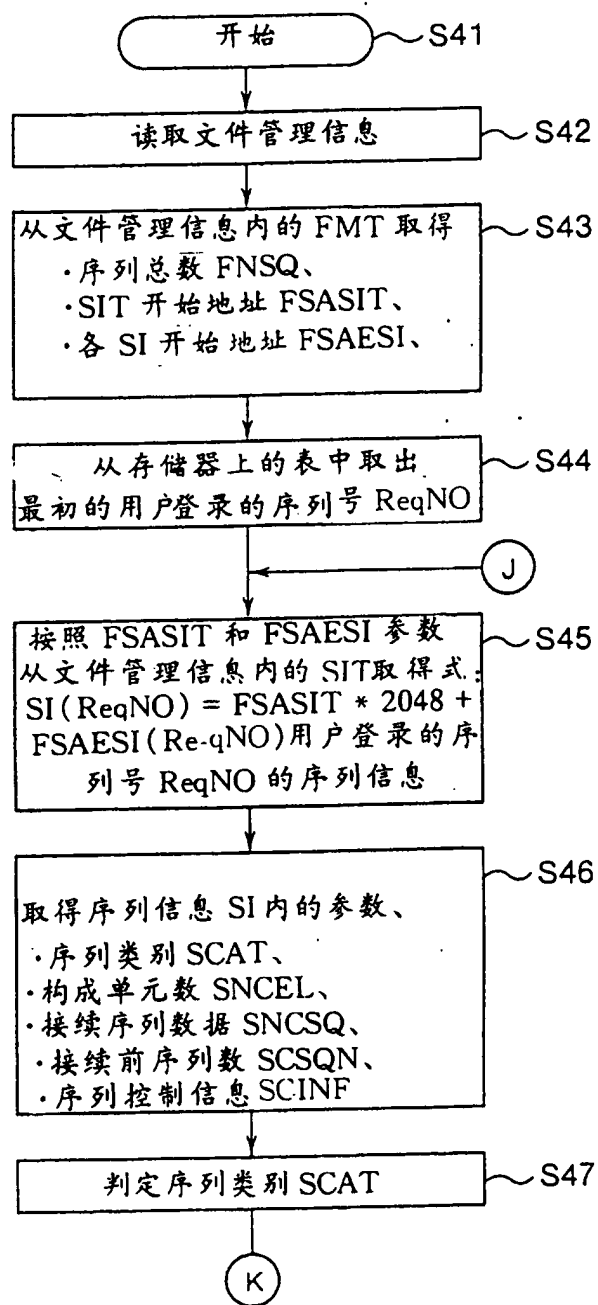 开始
S41
读取文件管理信息
S42
从文件管理信息内的 FMT 取得
·序列总数 FNSQ、
·SIT 开始地址 FSASIT、
·各 SI 开始地址 FSAESI、
S43
从存储器上的表中取出
最初的用户登录的序列号 ReqNO
S44
J
按照 FSASIT 和 FSAESI 参数
从文件管理信息内的 SIT取得式:
SI(ReqNO) = FSASIT * 2048 +
FSAESI(Re-qNO)用户登录的序
列号 ReqNO 的序列信息
S45
取得序列信息 SI 内的参数、
·序列类别 SCAT、
·构成单元数 SNCEL、
·接续序列数据 SNCSQ、
·接续前序列数 SCSQN、
·序列控制信息 SCINF
S46
判定序列类别 SCAT
S47
K